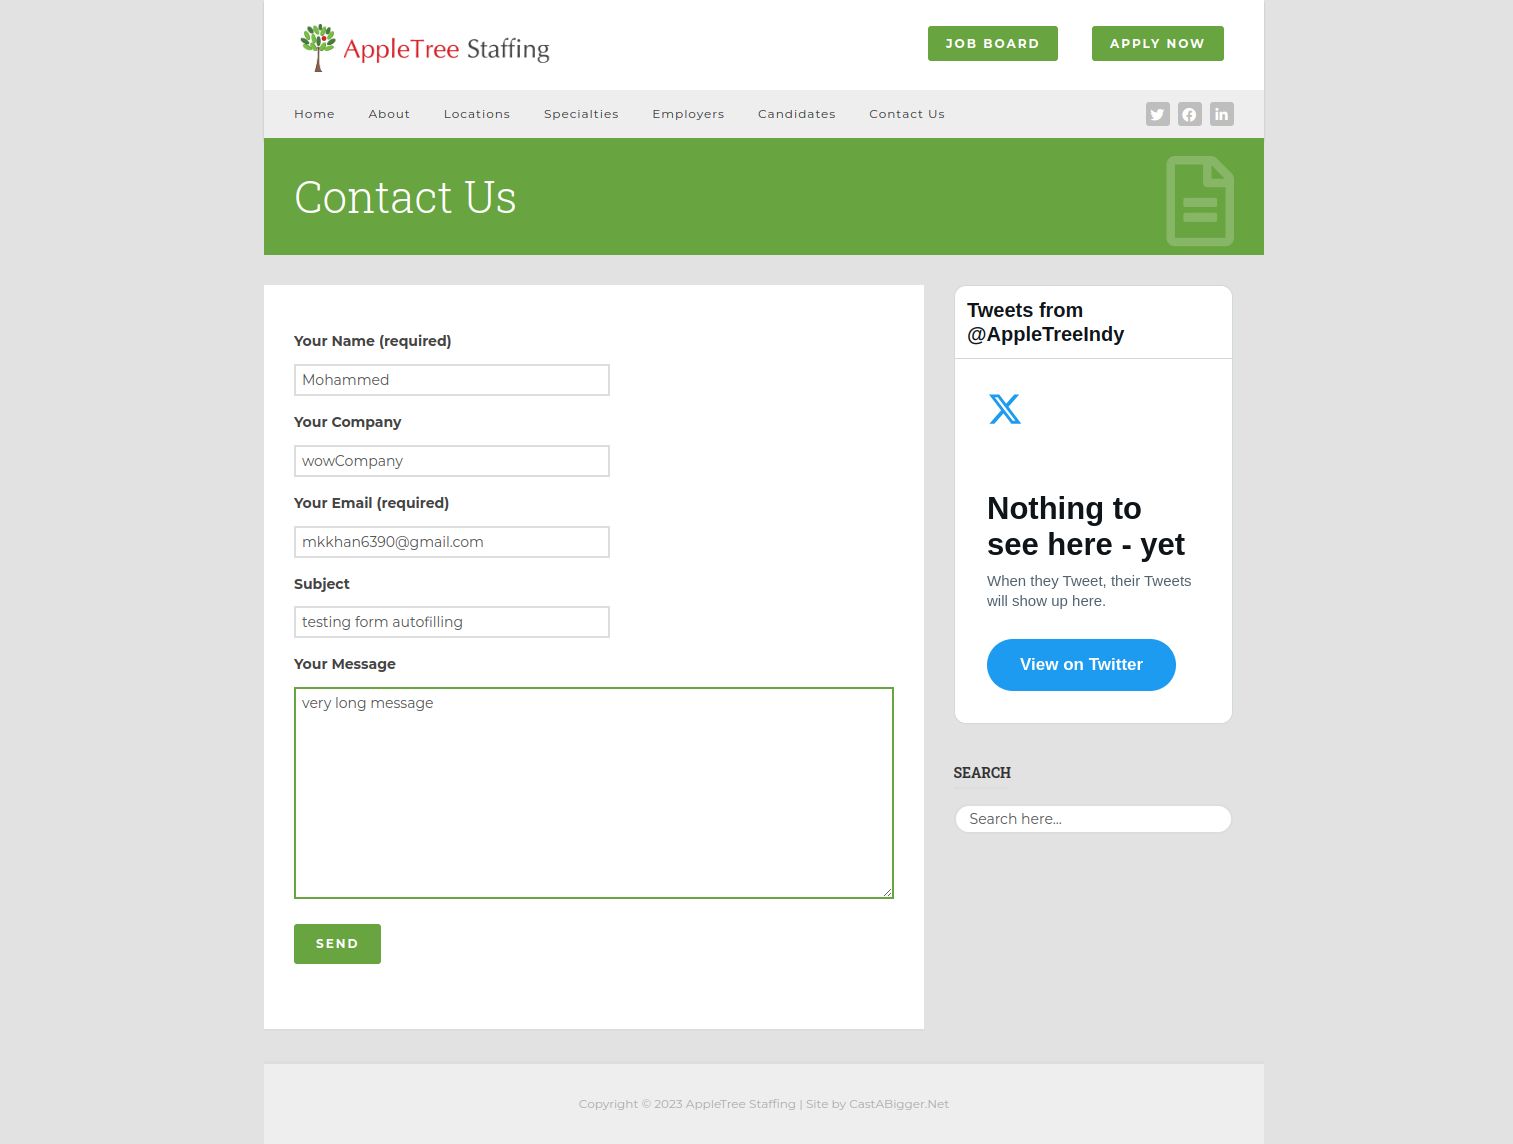 AppleTree Staffing
JOB BOARD
APPLY NOW
Home About Locations Specialties Employers Candidates Contact Us
Contact Us
Your Name (required)
Mohammed
Your Company
wowCompany
Your Email (required)
mkkhan6390@gmail.com
Subject
testing form autofilling
Your Message
very long message
SEND
Tweets from
@AppleTreeIndy
Nothing to
see here - yet
When they Tweet, their Tweets
will show up here.
View on Twitter
SEARCH
Search here...
Copyright © 2023 AppleTree Staffing | Site by CastABigger.Net